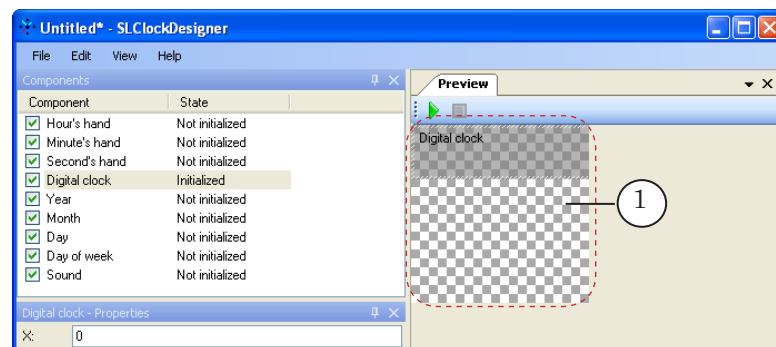 Untitled* - SLClockDesigner
File Edit View Help
Components
Component State
Hour's hand Not initialized
Minute's hand Not initialized
Second's hand Not initialized
Digital clock Initialized
Year Not initialized
Month Not initialized
Day Not initialized
Day of week Not initialized
Sound Not initialized
Digital clock - Properties
X: 0
Preview
Digital clock
1